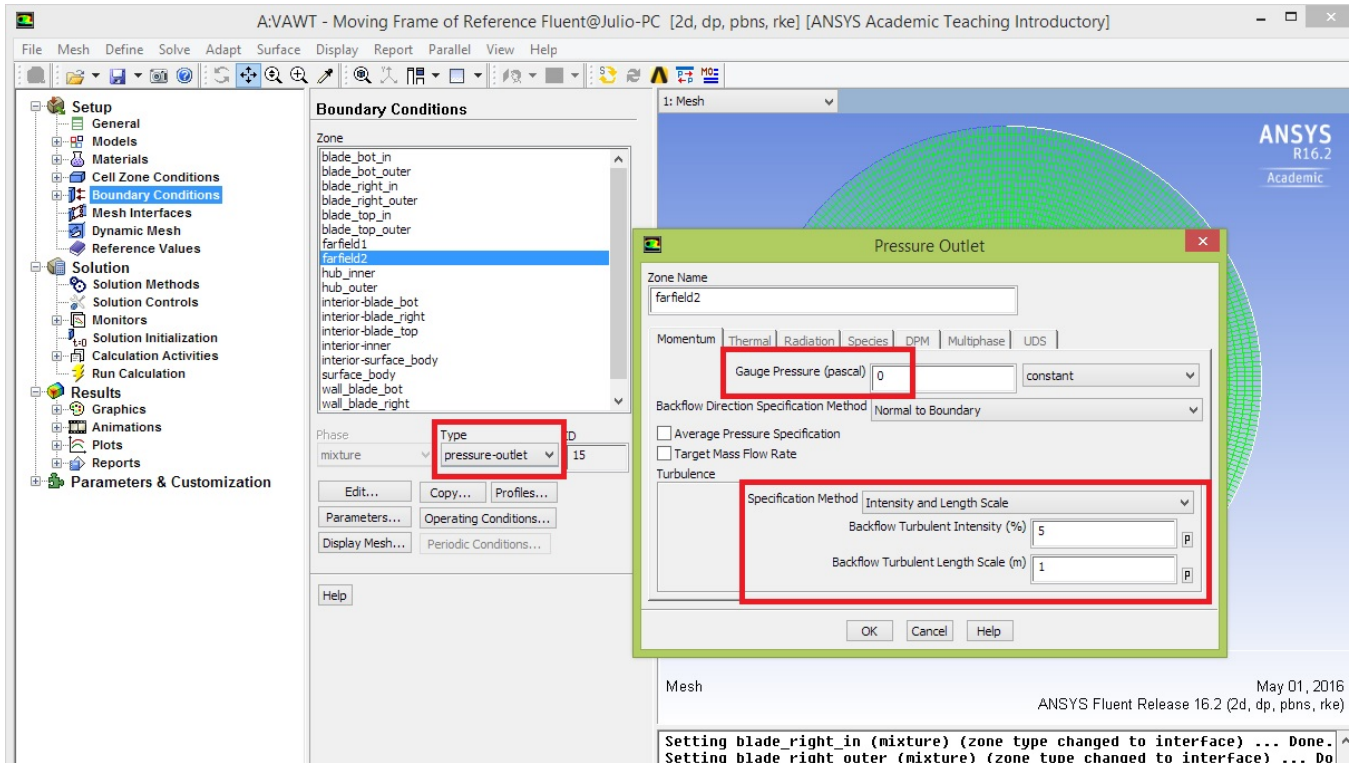 A:VAWT - Moving Frame of Reference Fluent@Julio-PC [2d, dp, pbns, rke] [ANSYS Academic Teaching Introductory]
File Mesh Define Solve Adapt Surface Display Report Parallel View Help
Setup
General
Models
Materials
Cell Zone Conditions
Boundary Conditions
Mesh Interfaces
Dynamic Mesh
Reference Values
Solution
Solution Methods
Solution Controls
Monitors
Solution Initialization
Calculation Activities
Run Calculation
Results
Graphics
Animations
Plots
Reports
Parameters & Customization
Boundary Conditions
Zone
blade_bot_in
blade_bot_outer
blade_right_in
blade_right_outer
blade_top_in
blade_top_outer
farfield1
farfield2
hub_inner
hub_outer
interior-blade_bot
interior-blade_right
interior-blade_top
interior-inner
interior-surface_body
surface_body
wall_blade_bot
wall_blade_right
Phase Type ID
mixture pressure-outlet 15
Edit... Copy... Profiles...
Parameters... Operating Conditions...
Display Mesh... Periodic Conditions...
Help
1: Mesh
ANSYS
R16.2
Academic
Pressure Outlet
Zone Name
farfield2
Momentum Thermal Radiation Species DPM Multiphase UDS
Gauge Pressure (pascal) 0 constant
Backflow Direction Specification Method Normal to Boundary
Average Pressure Specification
Target Mass Flow Rate
Turbulence
Specification Method Intensity and Length Scale
Backflow Turbulent Intensity (%) 5 P
Backflow Turbulent Length Scale (m) 1 P
OK Cancel Help
Mesh May 01, 2016
ANSYS Fluent Release 16.2 (2d, dp, pbns, rke)
Setting blade_right_in (mixture) (zone type changed to interface) ... Done.
Setting blade_right_outer (mixture) (zone type changed to interface) ... Do